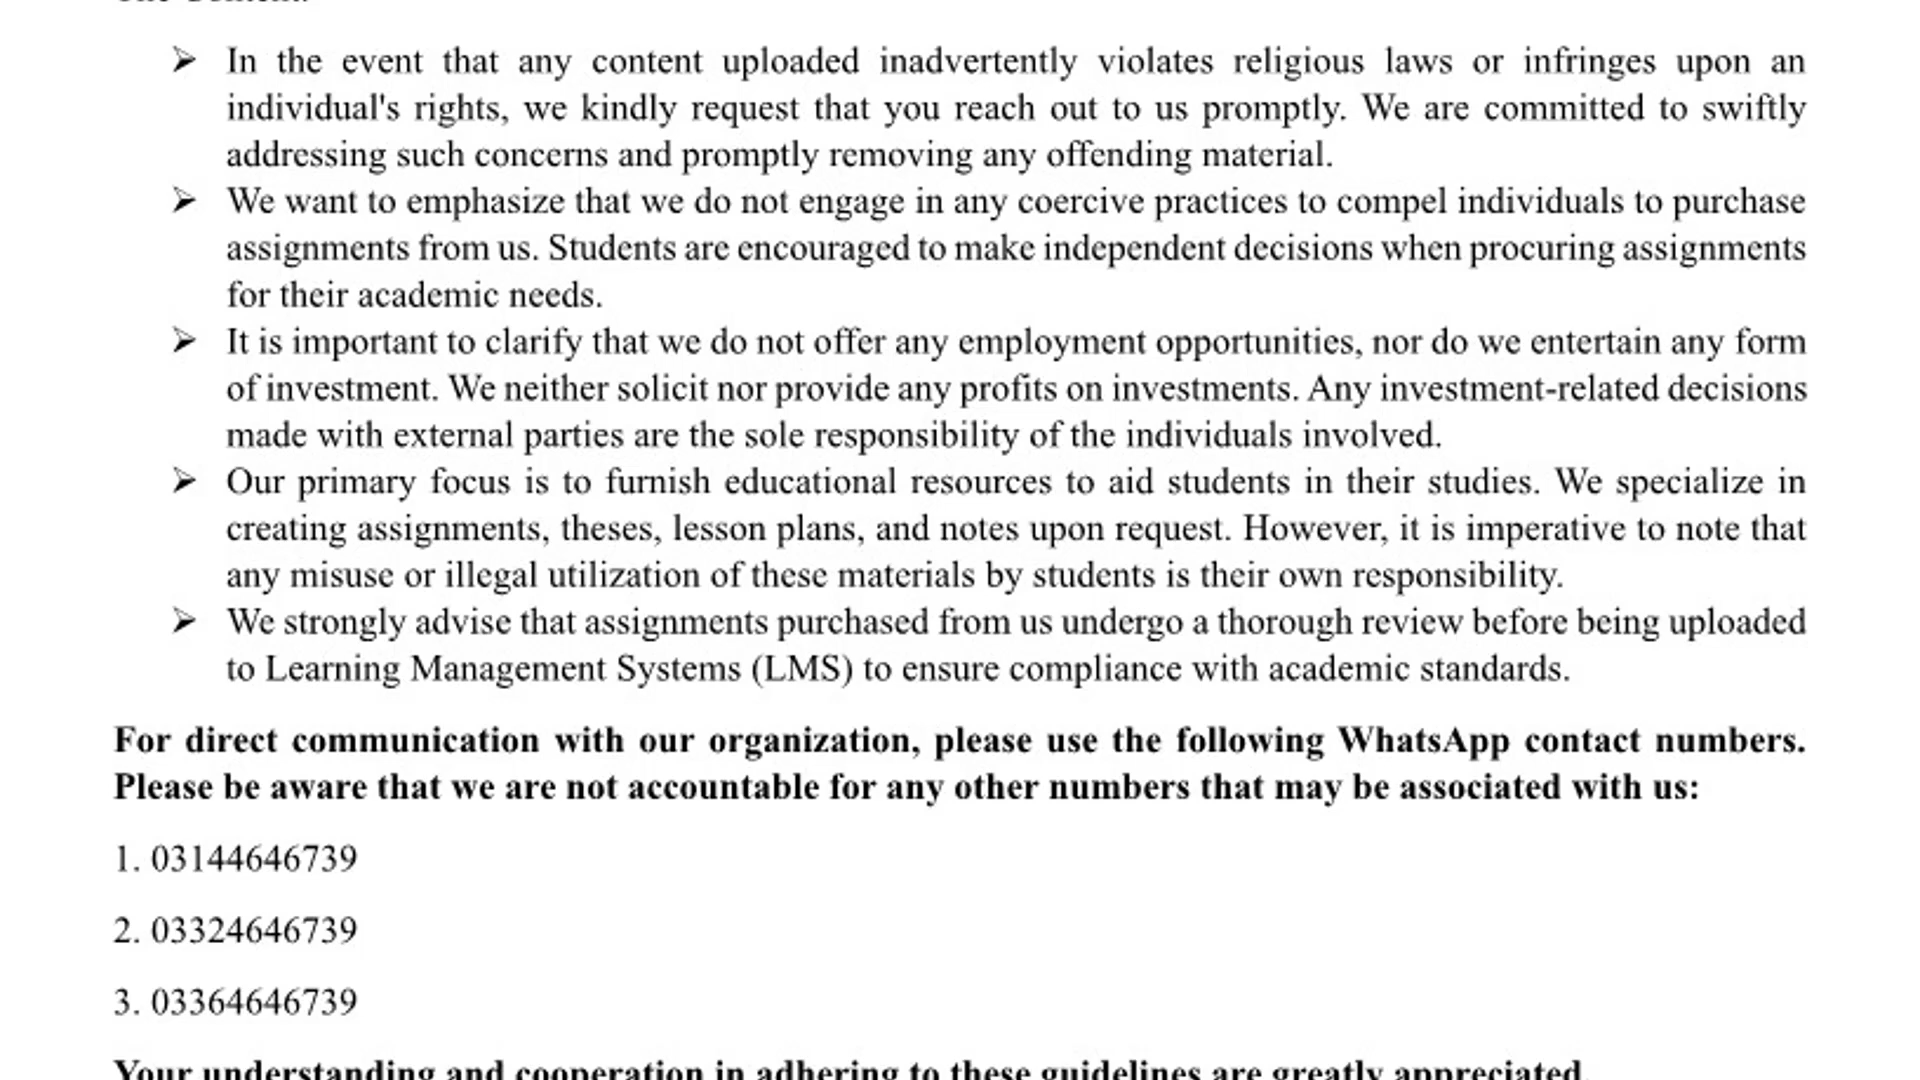 ➢ In the event that any content uploaded inadvertently violates religious laws or infringes upon an
individual's rights, we kindly request that you reach out to us promptly. We are committed to swiftly
addressing such concerns and promptly removing any offending material.
➢ We want to emphasize that we do not engage in any coercive practices to compel individuals to purchase
assignments from us. Students are encouraged to make independent decisions when procuring assignments
for their academic needs.
➢ It is important to clarify that we do not offer any employment opportunities, nor do we entertain any form
of investment. We neither solicit nor provide any profits on investments. Any investment-related decisions
made with external parties are the sole responsibility of the individuals involved.
➢ Our primary focus is to furnish educational resources to aid students in their studies. We specialize in
creating assignments, theses, lesson plans, and notes upon request. However, it is imperative to note that
any misuse or illegal utilization of these materials by students is their own responsibility.
➢ We strongly advise that assignments purchased from us undergo a thorough review before being uploaded
to Learning Management Systems (LMS) to ensure compliance with academic standards.
For direct communication with our organization, please use the following WhatsApp contact numbers.
Please be aware that we are not accountable for any other numbers that may be associated with us:
1. 03144646739
2. 03324646739
3. 03364646739
Your understanding and cooperation in adhering to these guidelines are greatly appreciated.